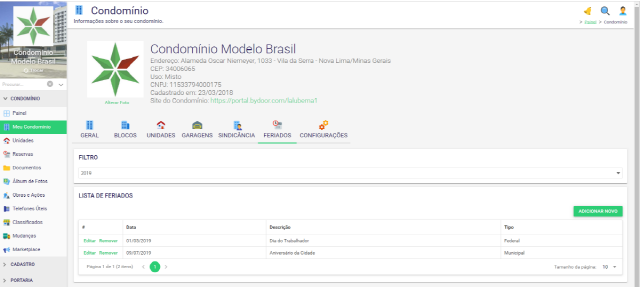 Condomínio
Modelo Brasil
Pesquisar...
CONDOMÍNIO
Painel
Meu Condomínio
Unidades
Reservas
Documentos
Álbum de Fotos
Obras e Ações
Telefones Úteis
Classificados
Mudanças
Marketplace
CADASTRO
PORTARIA
Condomínio
Informações sobre o seu condomínio.
Home > Condomínio
Alterar Foto
Condomínio Modelo Brasil
Endereço: Alameda Oscar Niemeyer, 1033 - Vila da Serra - Nova Lima/Minas Gerais
CEP: 34006065
Uso: Misto
CNPJ: 11533794000175
Cadastrado em: 23/03/2018
Site do Condomínio: https://portal.bydoor.com/laluberna1
GERAL BLOCOS UNIDADES GARAGENS SINDICÂNCIA FERIADOS CONFIGURAÇÕES
FILTRO
2019
LISTA DE FERIADOS
ADICIONAR NOVO
# Data Descrição Tipo
Editar Remover 01/05/2019 Dia do Trabalhador Federal
Editar Remover 09/07/2019 Aniversário da Cidade Municipal
Página 1 de 1 (2 itens) < 1 > Tamanho da página: 10